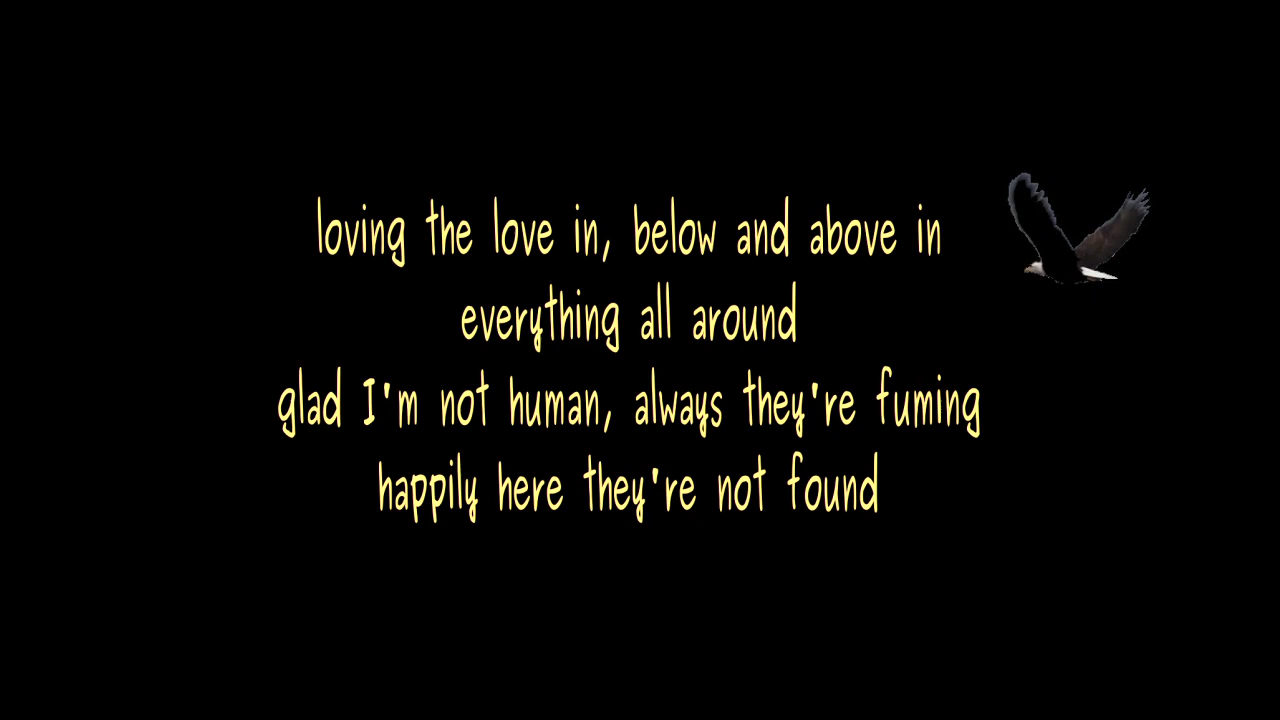 loving the love in, below and above in
everything all around
glad I'm not human, always they're fuming
happily here they're not found